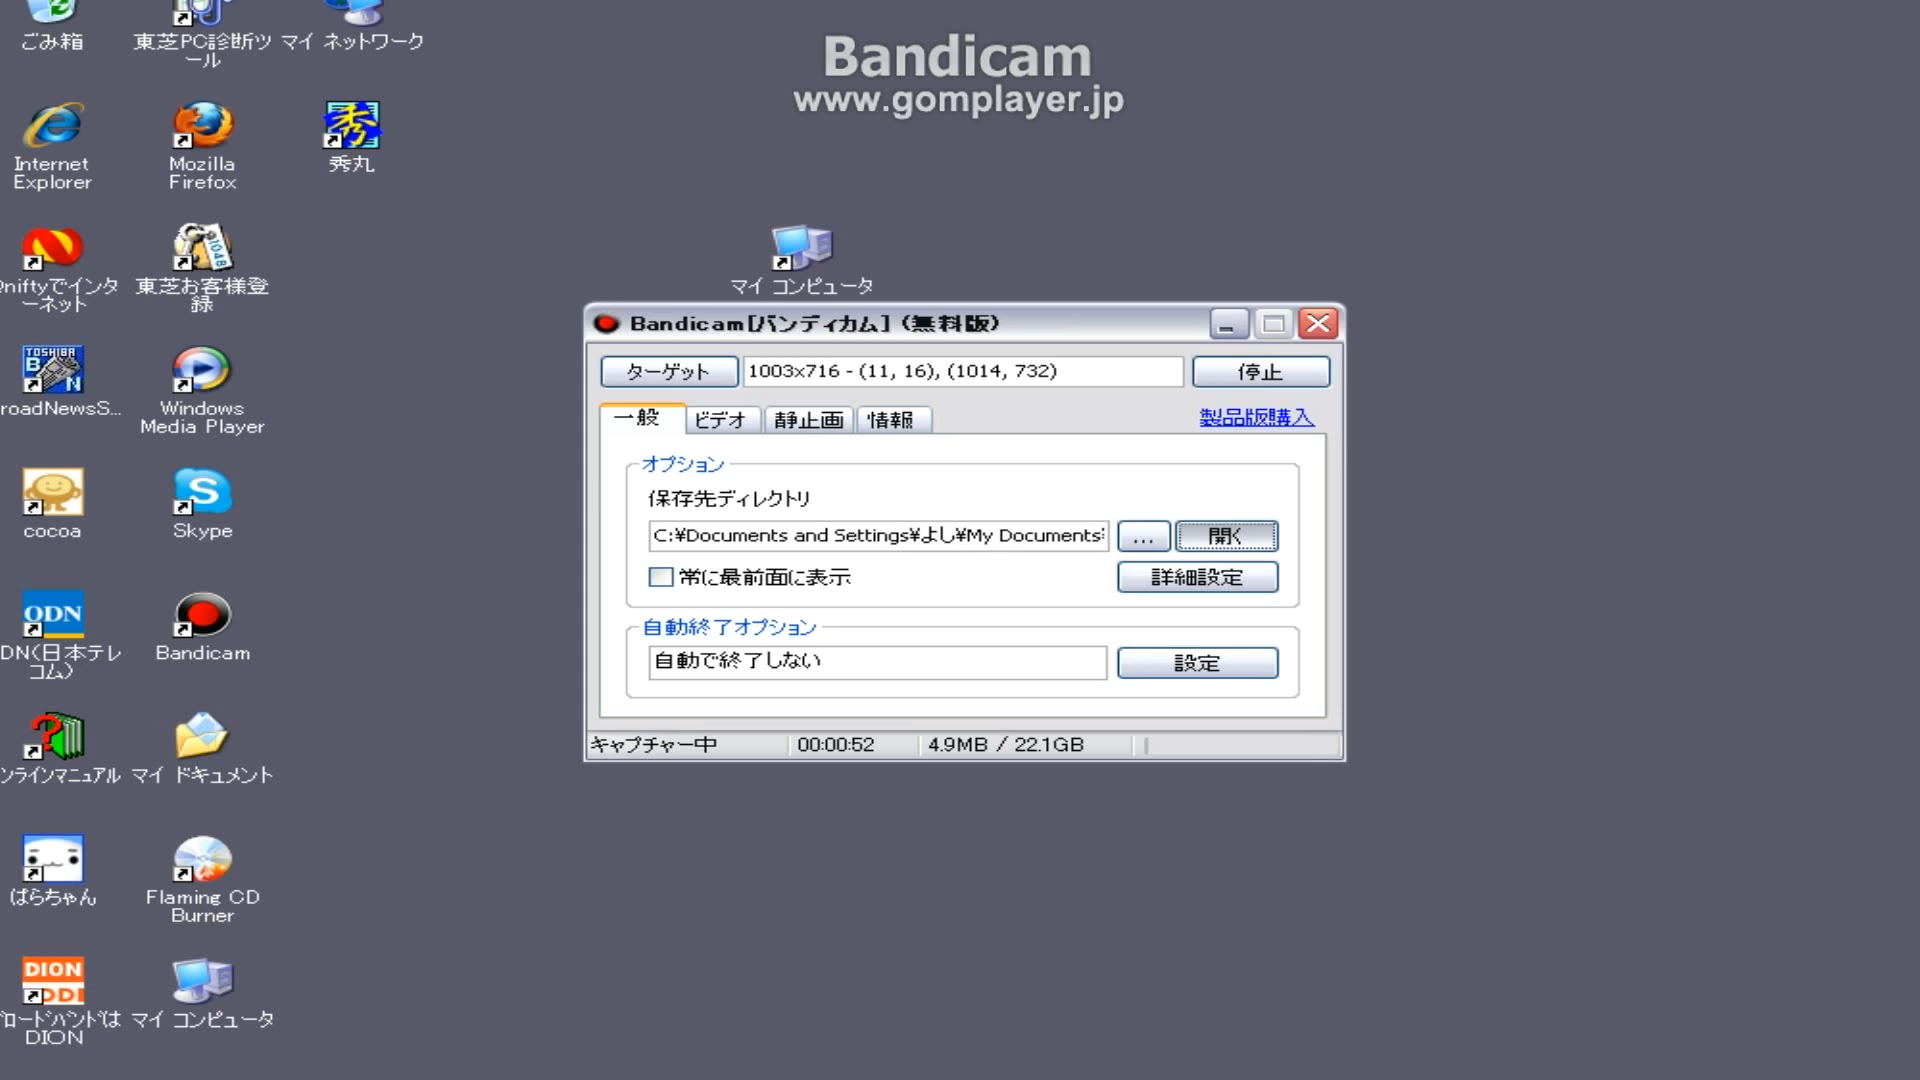 Bandicam
www.gomplayer.jp
ごみ箱
東芝PC診断ツ
ール
マイ ネットワーク
Internet
Explorer
Mozilla
Firefox
秀
秀丸
@niftyでインタ
ーネット
東芝お客様登
録
マイ コンピュータ
TOSHIBA
B
N
roadNewsS...
Windows
Media Player
cocoa
Skype
ODN
DN(日本テレ
コム)
Bandicam
ンラインマニュアル
マイ ドキュメント
ぱらちゃん
Flaming CD
Burner
DION
DDI
ロードバンドは
DION
マイ コンピュータ
Bandicam[バンディカム] (無料版)
ターゲット
1003x716 - (11, 16), (1014, 732)
停止
一般
ビデオ
静止画
情報
製品版購入
オプション
保存先ディレクトリ
C:¥Documents and Settings¥よし¥My Documents¥
...
開く
常に最前面に表示
詳細設定
自動終了オプション
自動で終了しない
設定
キャプチャー中
00:00:52
4.9MB / 22.1GB